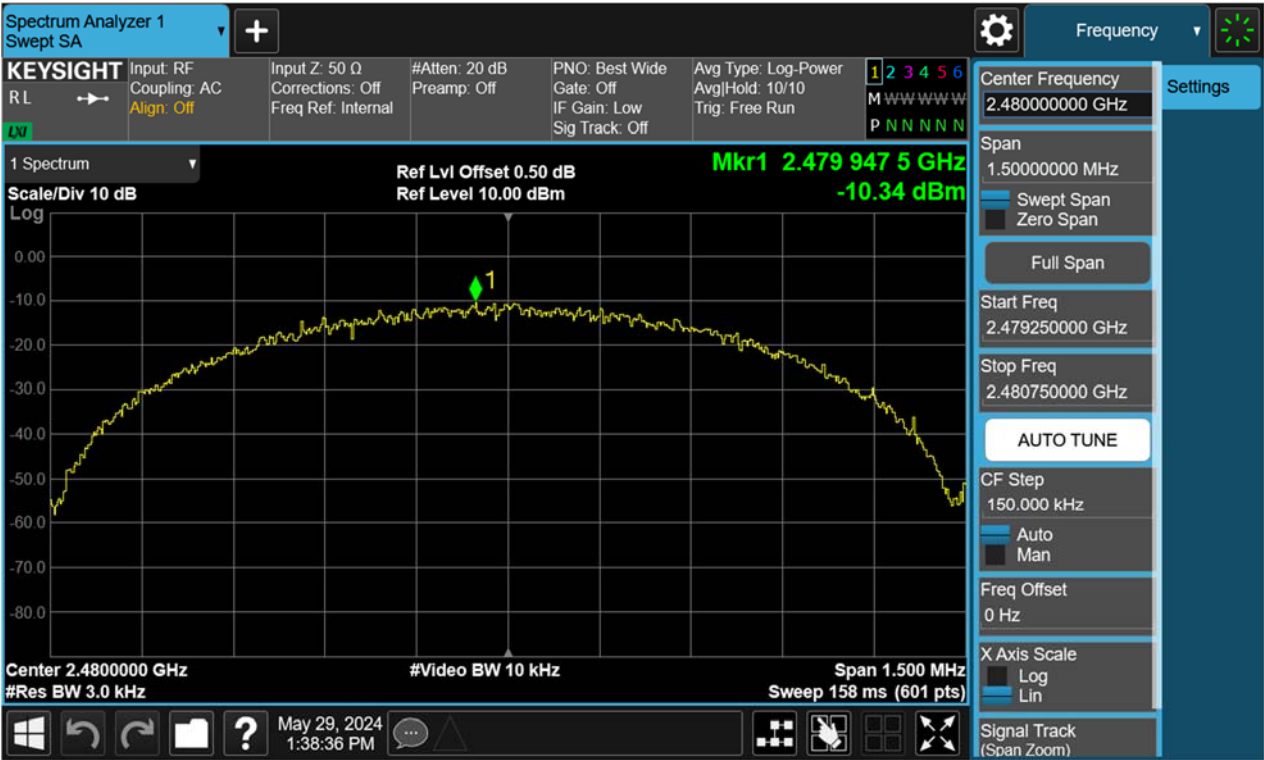 Spectrum Analyzer 1
Swept SA
+
Frequency
KEYSIGHT
R L
LXI
Input: RF
Coupling: AC
Align: Off
Input Z: 50 Ω
Corrections: Off
Freq Ref: Internal
#Atten: 20 dB
Preamp: Off
PNO: Best Wide
Gate: Off
IF Gain: Low
Sig Track: Off
Avg Type: Log-Power
Avg|Hold: 10/10
Trig: Free Run
1 2 3 4 5 6
M W W W W W
P N N N N N
1 Spectrum
Scale/Div 10 dB
Ref Lvl Offset 0.50 dB
Ref Level 10.00 dBm
Mkr1 2.479 947 5 GHz
-10.34 dBm
Log
0.00
-10.0
-20.0
-30.0
-40.0
-50.0
-60.0
-70.0
-80.0
1
Center 2.4800000 GHz
#Res BW 3.0 kHz
#Video BW 10 kHz
Span 1.500 MHz
Sweep 158 ms (601 pts)
?
May 29, 2024
1:38:36 PM
Center Frequency
2.480000000 GHz
Span
1.50000000 MHz
Swept Span
Zero Span
Full Span
Start Freq
2.479250000 GHz
Stop Freq
2.480750000 GHz
AUTO TUNE
CF Step
150.000 kHz
Auto
Man
Freq Offset
0 Hz
X Axis Scale
Log
Lin
Signal Track
(Span Zoom)
Settings